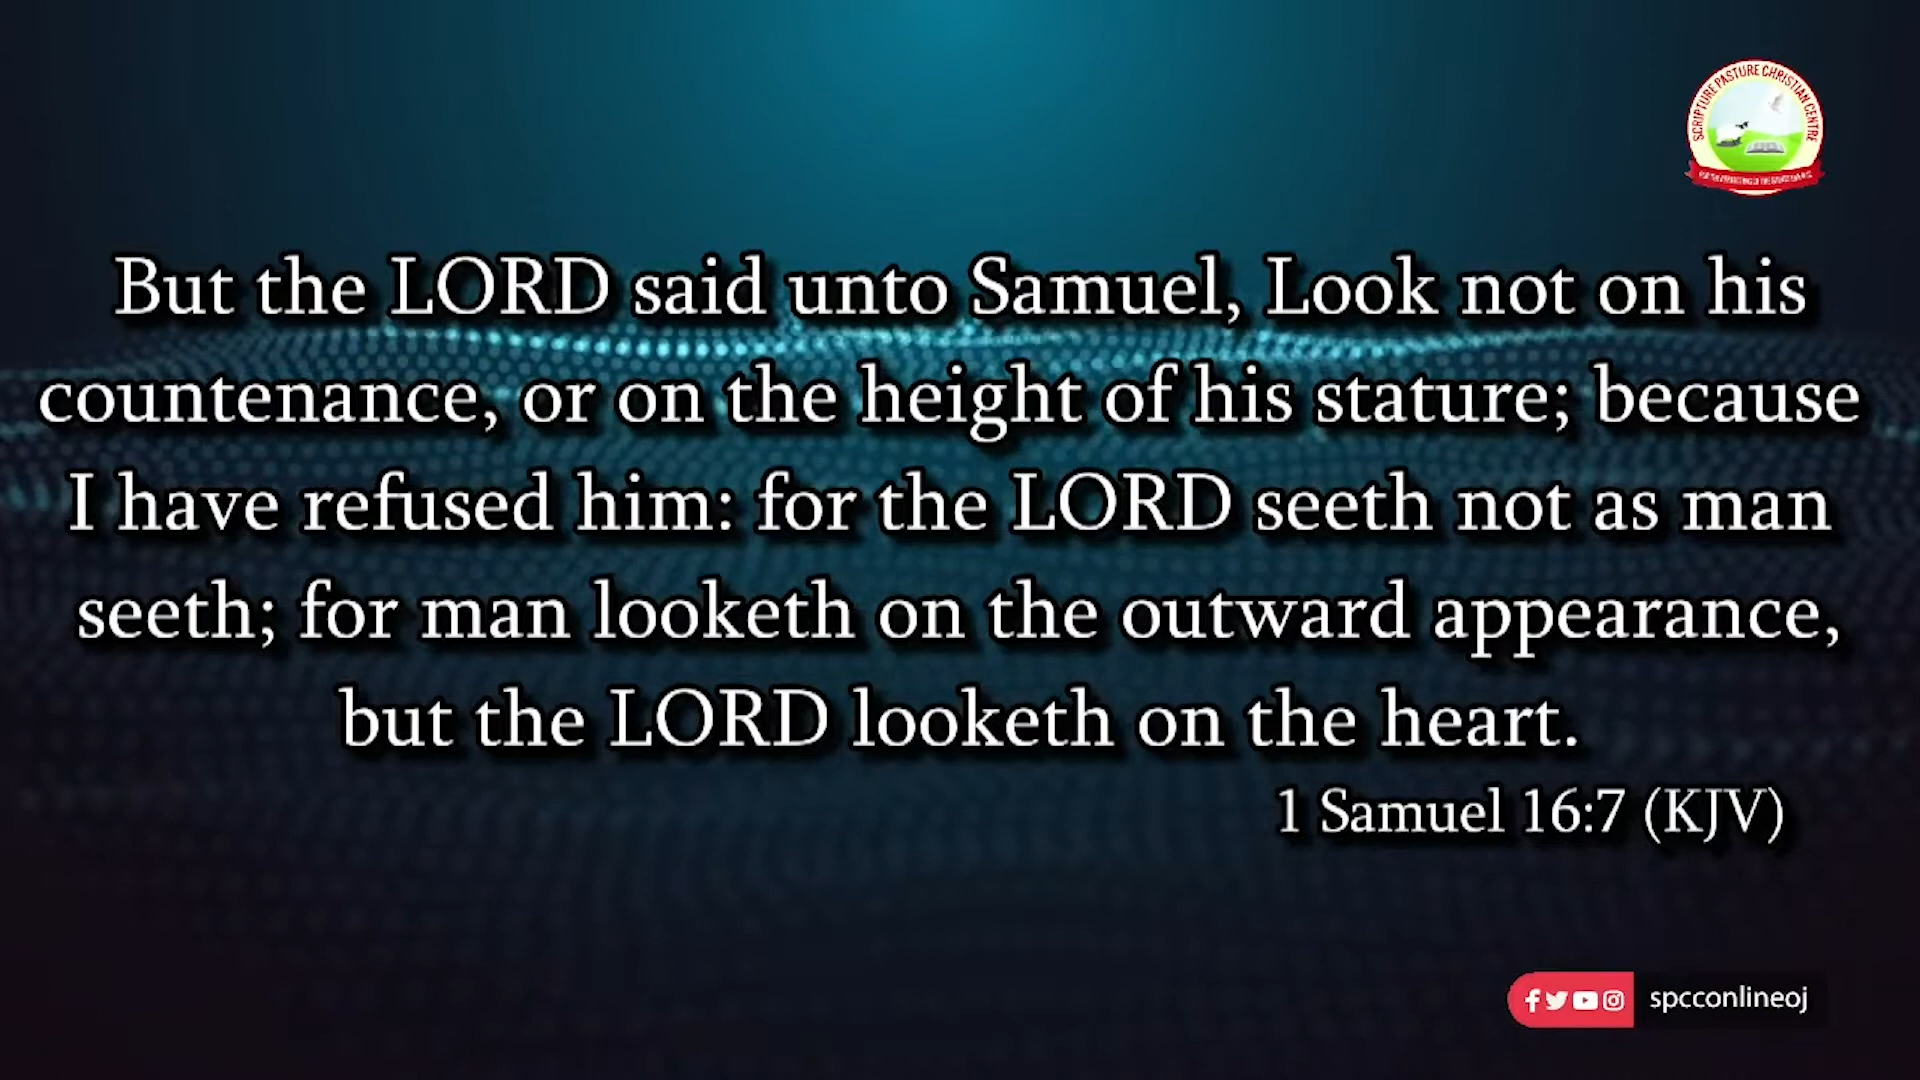 SCRIPTURE PASTURE CHRISTIAN CENTRE
But the LORD said unto Samuel, Look not on his
countenance, or on the height of his stature; because
I have refused him: for the LORD seeth not as man
seeth; for man looketh on the outward appearance,
but the LORD looketh on the heart.
1 Samuel 16:7 (KJV)
spcconlineoj